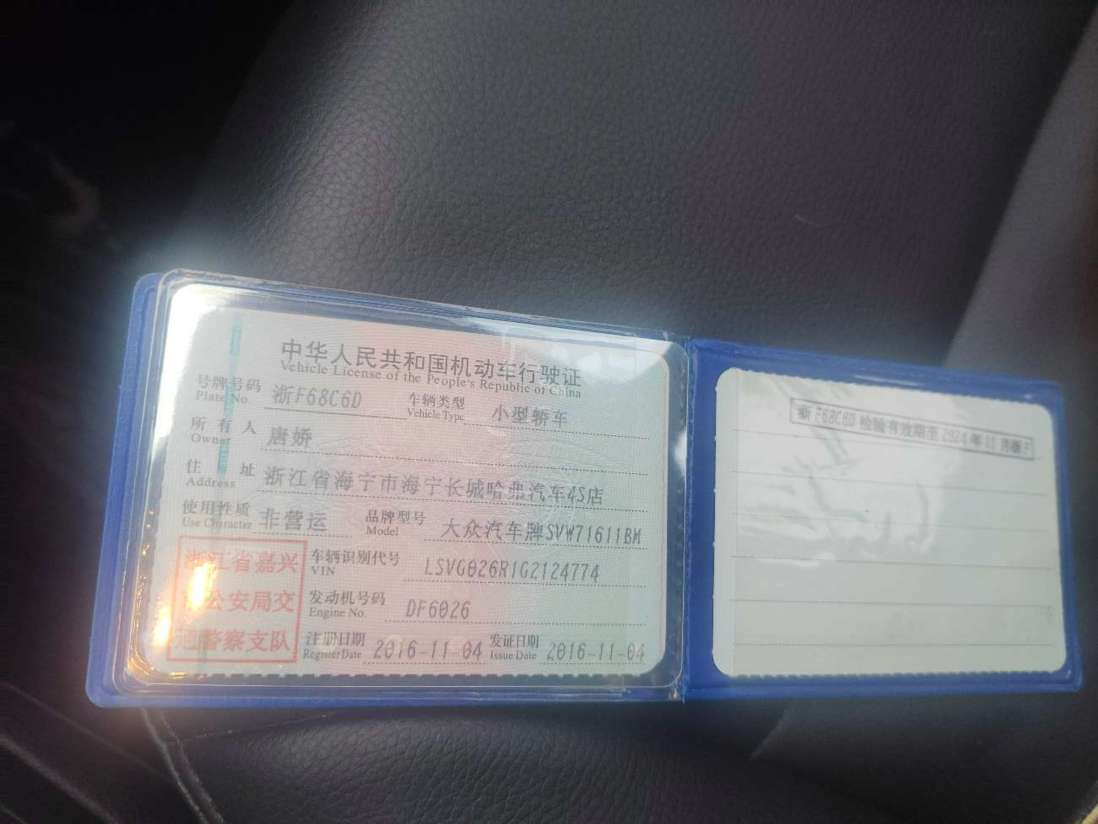 中华人民共和国机动车行驶证
Vehicle License of the People's Republic of China
号牌号码 浙F68C6D 车辆类型 小型轿车
Plate No. Vehicle Type
所有人 唐娇
Owner
住址 浙江省海宁市海宁长城哈弗汽车4S店
Address
使用性质 非营运 品牌型号 大众汽车牌SVW71611BM
Use Character Model
浙江省嘉兴
公安局交
警察支队
车辆识别代号 LSVG026R1G2124774
VIN
发动机号码 DF6026
Engine No.
注册日期 2016-11-04 发证日期 2016-11-04
Register Date Issue Date
浙F68C6D 检验有效期至 年11月